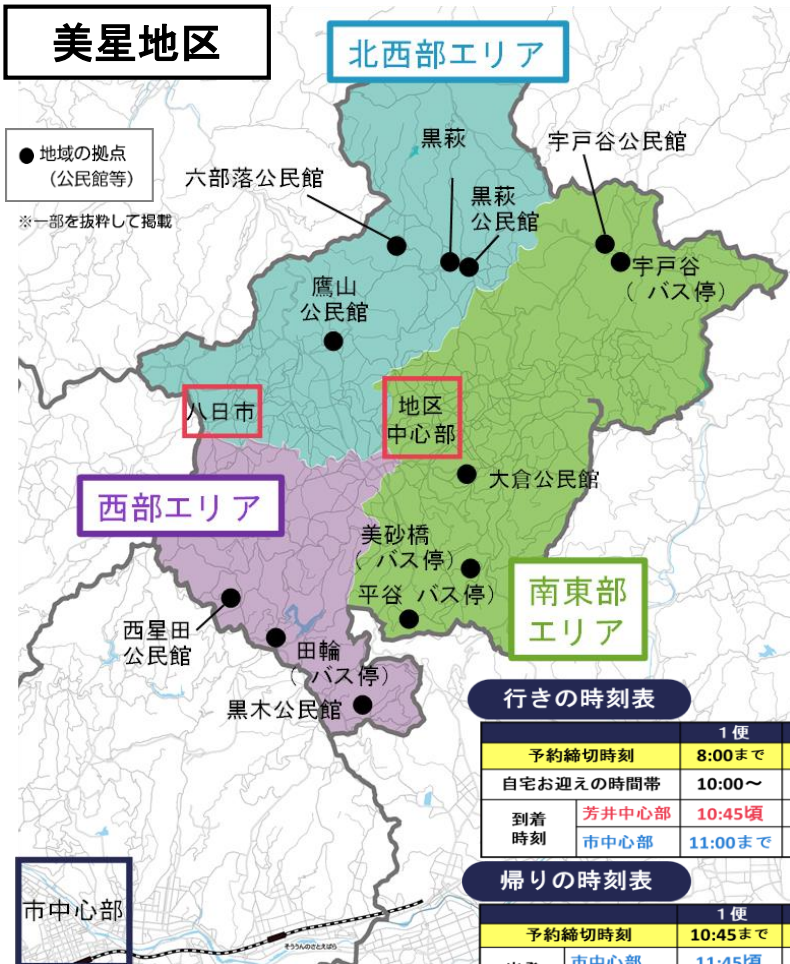 美星地区
北西部エリア
● 地域の拠点
(公民館等)
※一部を抜粋して掲載
六部落公民館
黒萩
黒萩
公民館
宇戸谷公民館
宇戸谷
( バス停)
鷹山
公民館
八日市
地区
中心部
大倉公民館
西部エリア
美砂橋
( バス停)
平谷 バス停)
南東部
エリア
西星田
公民館
田輪
( バス停)
黒木公民館
行きの時刻表
1便
予約締切時刻 8:00まで
自宅お迎えの時間帯 10:00〜
到着
時刻
芳井中心部 10:45頃
市中心部 11:00まで
帰りの時刻表
1便
予約締切時刻 10:45まで
市中心部 11:45頃
市中心部